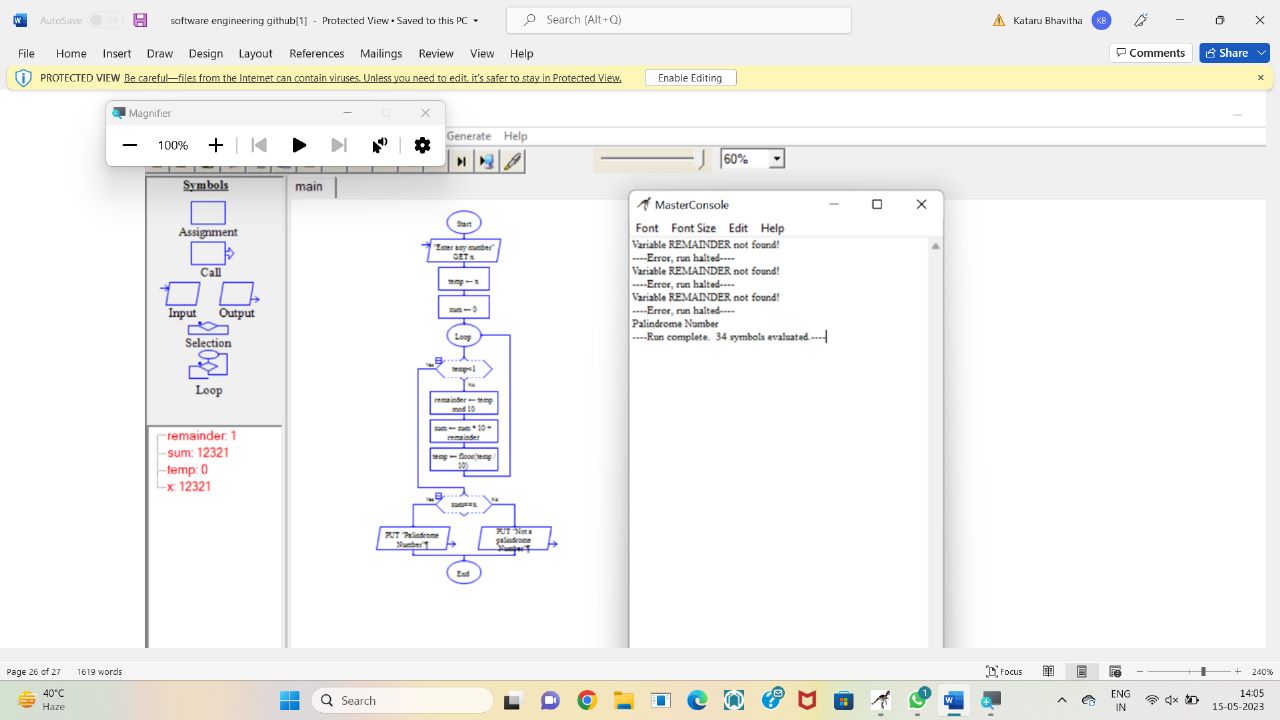 AutoSave Off software engineering github[1] - Protected View • Saved to this PC Search (Alt+Q) Kataru Bhavitha KB
File Home Insert Draw Design Layout References Mailings Review View Help Comments Share
PROTECTED VIEW Be careful—files from the Internet can contain viruses. Unless you need to edit, it's safer to stay in Protected View. Enable Editing
Magnifier
100%
Generate Help
60%
Symbols
Assignment
Call
Input Output
Selection
Loop
main
remainder: 1
sum: 12321
temp: 0
x: 12321
Start
"Enter any number"
GET x
temp ← x
sum ← 0
Loop
Yes temp<1
No
remainder ← temp
mod 10
sum ← sum * 10 +
remainder
temp ← floor(temp /
10)
Yes sum==x No
PUT "Palindrome
Number"¶
PUT "Not a
palindrome
Number"¶
End
MasterConsole
Font Font Size Edit Help
Variable REMAINDER not found!
----Error, run halted----
Variable REMAINDER not found!
----Error, run halted----
Variable REMAINDER not found!
----Error, run halted----
Palindrome Number
----Run complete. 34 symbols evaluated.----
Page 26 of 27 1619 words Focus 240%
40°C
Haze
Search
1
ENG
IN
14:05
15-05-2023